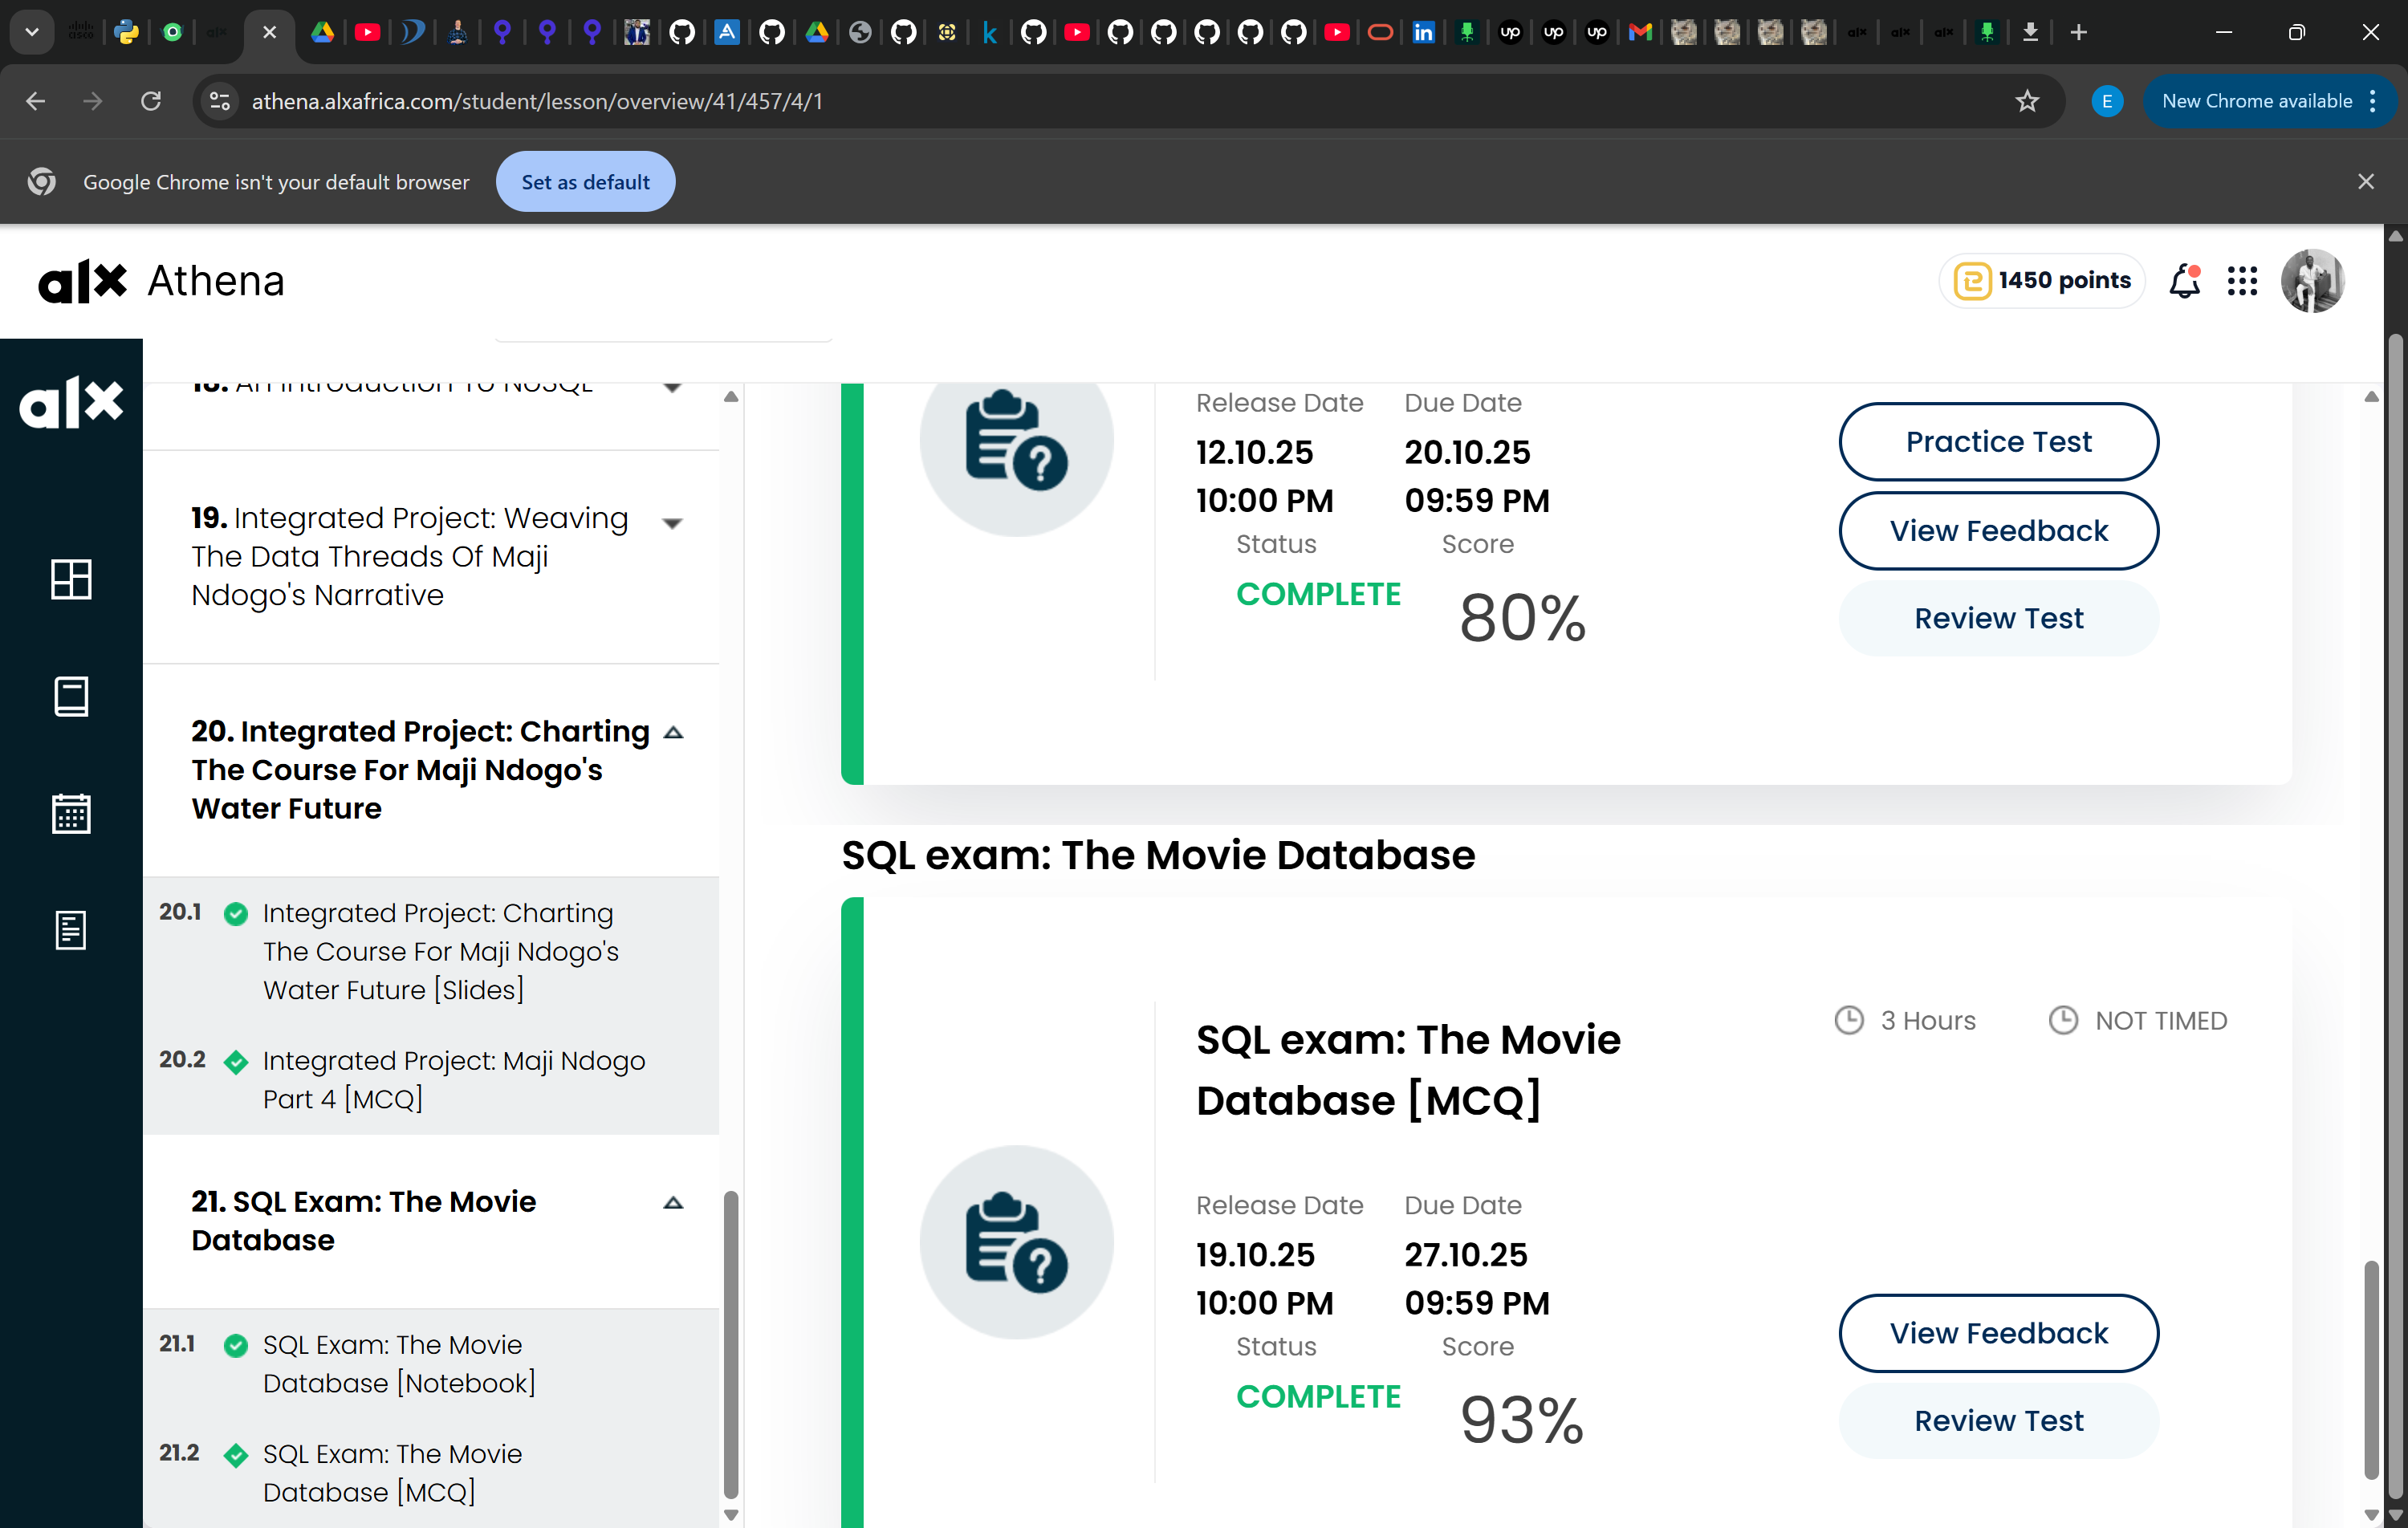 athena.alxafrica.com/student/lesson/overview/41/457/4/1
E
New Chrome available
Google Chrome isn't your default browser
Set as default
alx Athena
1450 points
alx
18. An Introduction To NoSQL
19. Integrated Project: Weaving
The Data Threads Of Maji
Ndogo's Narrative
20. Integrated Project: Charting
The Course For Maji Ndogo's
Water Future
20.1 Integrated Project: Charting
The Course For Maji Ndogo's
Water Future [Slides]
20.2 Integrated Project: Maji Ndogo
Part 4 [MCQ]
21. SQL Exam: The Movie
Database
21.1 SQL Exam: The Movie
Database [Notebook]
21.2 SQL Exam: The Movie
Database [MCQ]
Release Date Due Date
12.10.25 20.10.25
10:00 PM 09:59 PM
Status Score
COMPLETE 80%
Practice Test
View Feedback
Review Test
SQL exam: The Movie Database
SQL exam: The Movie
Database [MCQ]
3 Hours NOT TIMED
Release Date Due Date
19.10.25 27.10.25
10:00 PM 09:59 PM
Status Score
COMPLETE 93%
View Feedback
Review Test